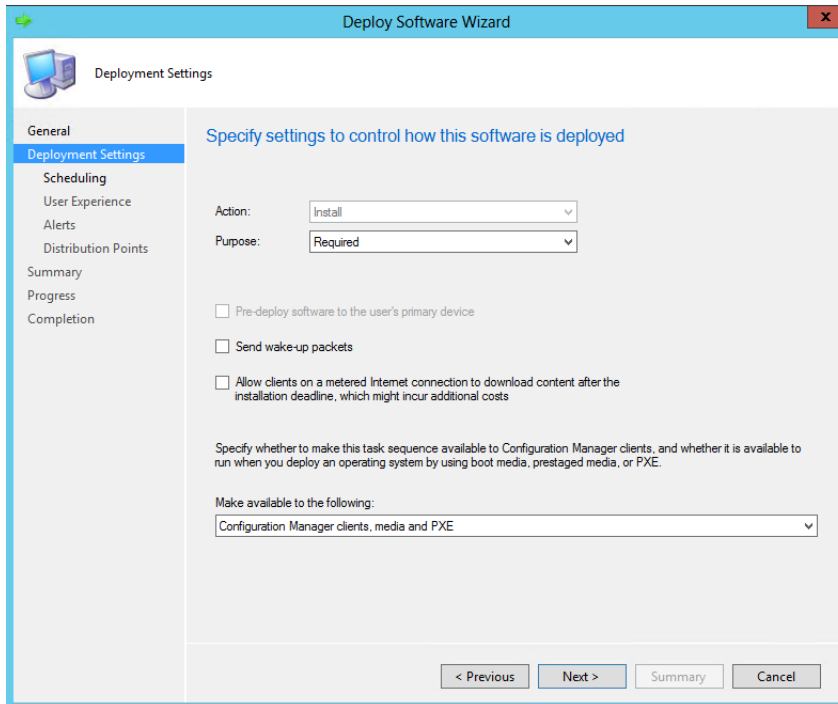 Deploy Software Wizard
x
Deployment Settings
General
Deployment Settings
Scheduling
User Experience
Alerts
Distribution Points
Summary
Progress
Completion
Specify settings to control how this software is deployed
Action:
Install
Purpose:
Required
Pre-deploy software to the user's primary device
Send wake-up packets
Allow clients on a metered Internet connection to download content after the
installation deadline, which might incur additional costs
Specify whether to make this task sequence available to Configuration Manager clients, and whether it is available to
run when you deploy an operating system by using boot media, prestaged media, or PXE.
Make available to the following:
Configuration Manager clients, media and PXE
< Previous
Next >
Summary
Cancel